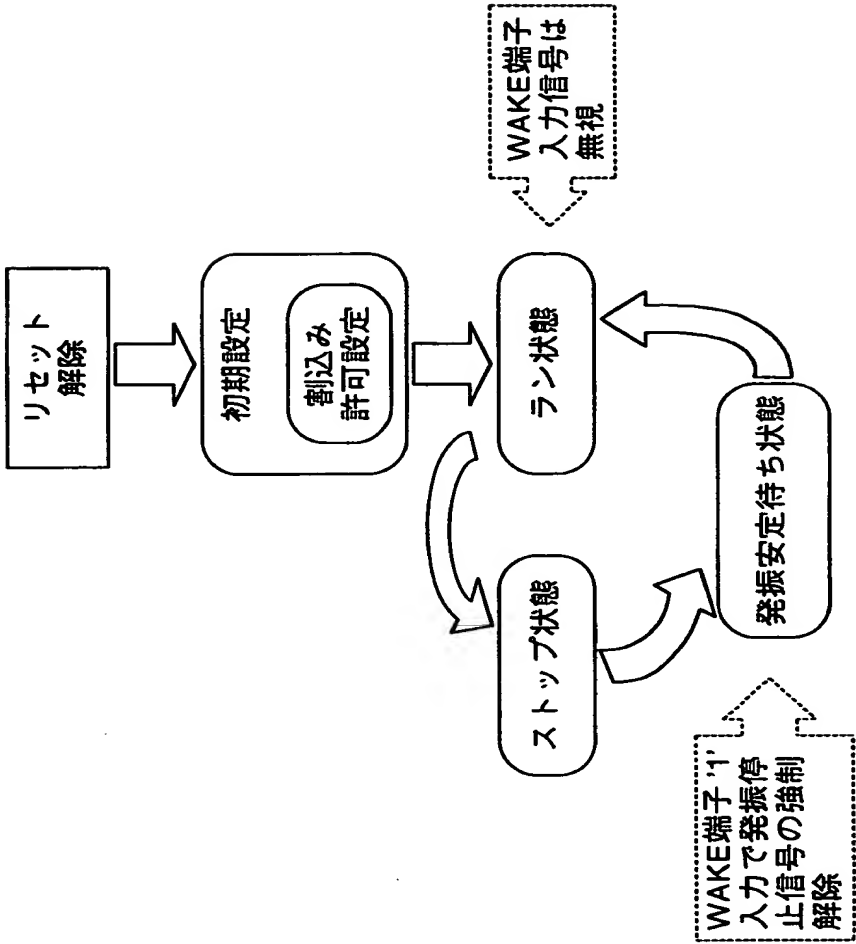 リセット
解除
初期設定
割込み
許可設定
ラン状態
WAKE端子
入力信号は
無視
ストップ状態
発振安定待ち状態
WAKE端子 '1'
入力で発振停
止信号の強制
解除